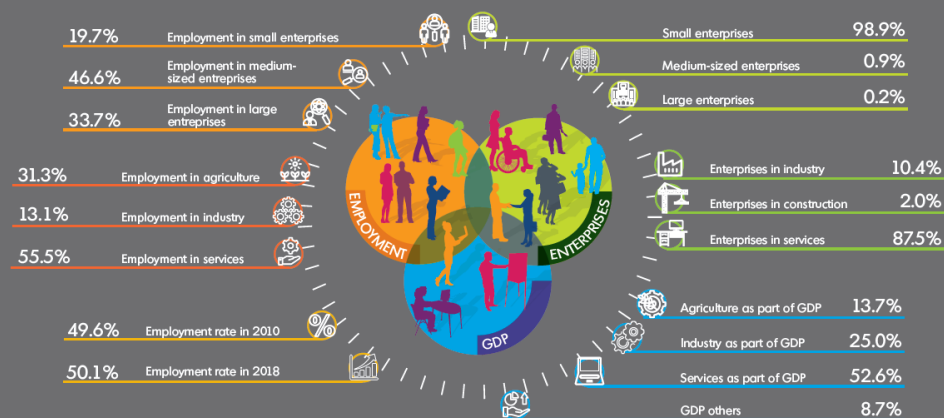 19.7% Employment in small enterprises
46.6% Employment in medium-
sized entreprises
33.7% Employment in large
entreprises
31.3% Employment in agriculture
13.1% Employment in industry
55.5% Employment in services
49.6% Employment rate in 2010
50.1% Employment rate in 2018
EMPLOYMENT
ENTERPRISES
GDP
Small enterprises 98.9%
Medium-sized enterprises 0.9%
Large enterprises 0.2%
Enterprises in industry 10.4%
Enterprises in construction 2.0%
Enterprises in services 87.5%
Agriculture as part of GDP 13.7%
Industry as part of GDP 25.0%
Services as part of GDP 52.6%
GDP others 8.7%